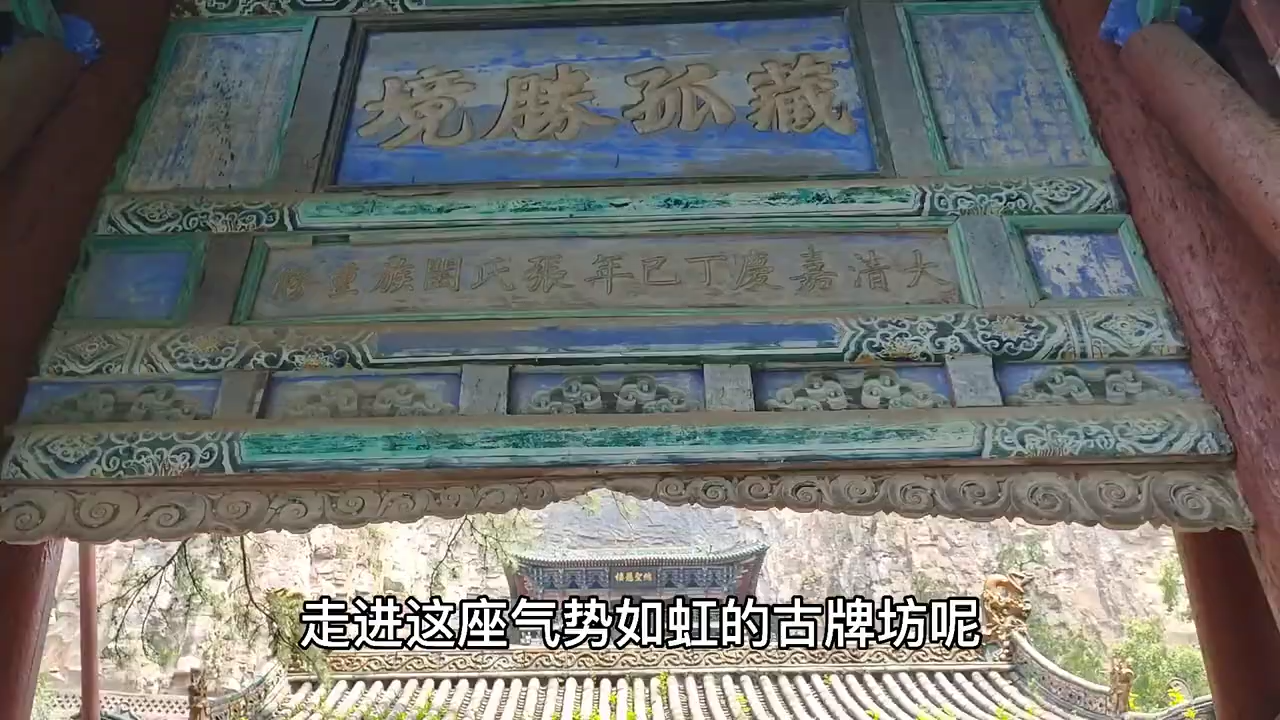 藏孤勝境
大清嘉慶丁巳年張氏闔族重修
走进这座气势如虹的古牌坊呢